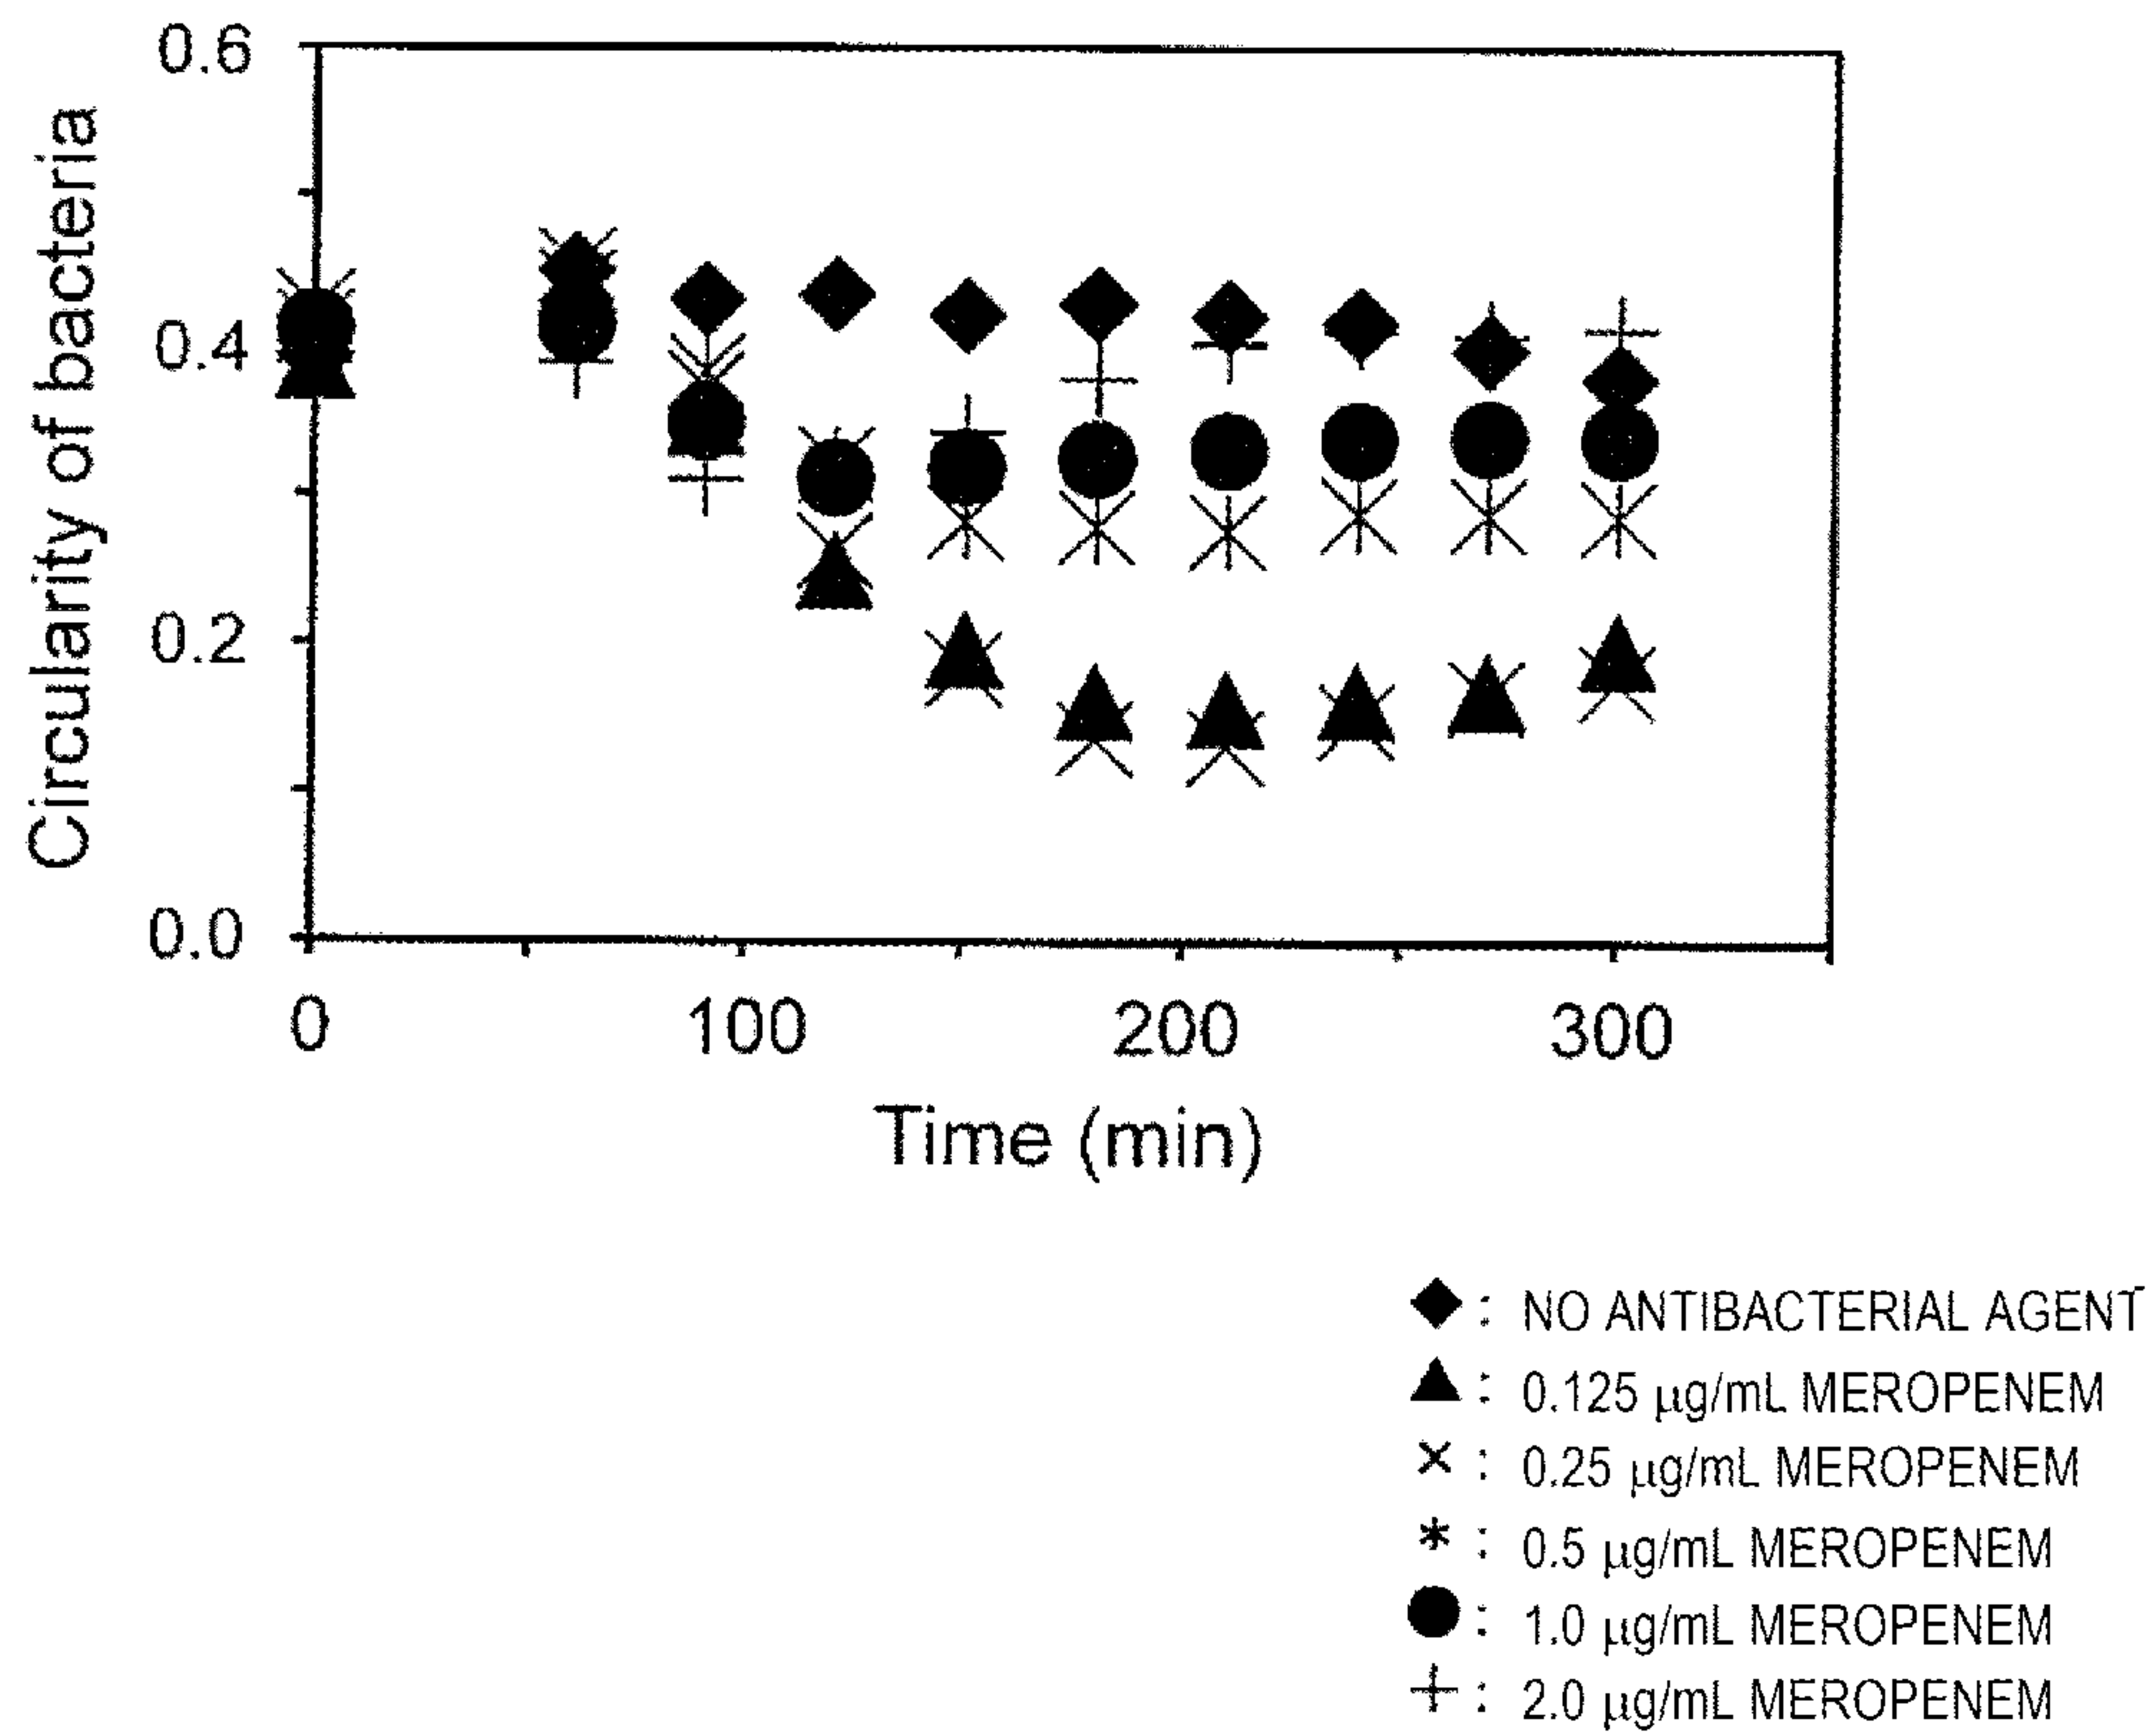 0.6
0.4
0.2
0.0
Circularity of bacteria
0 100 200 300
Time (min)
◆ : NO ANTIBACTERIAL AGENT
▲ : 0.125 μg/mL MEROPENEM
× : 0.25 μg/mL MEROPENEM
* : 0.5 μg/mL MEROPENEM
● : 1.0 μg/mL MEROPENEM
+ : 2.0 μg/mL MEROPENEM